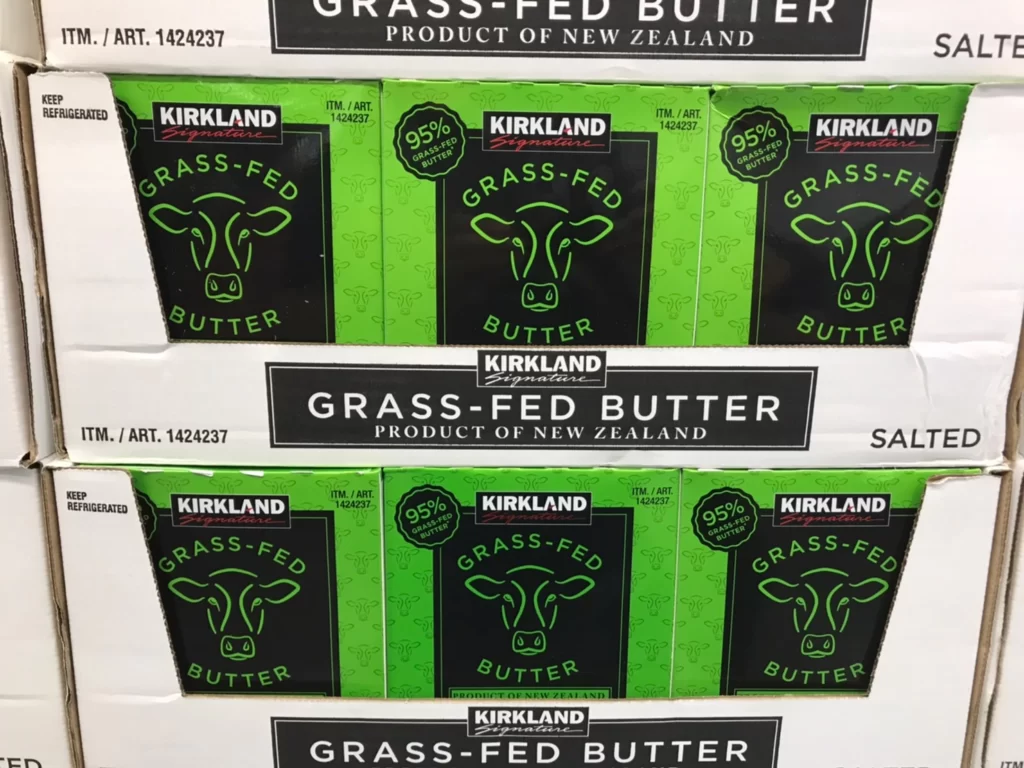 GRASS-FED BUTTER
PRODUCT OF NEW ZEALAND
ITM. / ART. 1424237
SALTED
KEEP
REFRIGERATED
KIRKLAND
Signature
ITM. / ART.
1424237
GRASS-FED
BUTTER
95%
GRASS-FED
BUTTER
KIRKLAND
Signature
ITM. / ART.
1424237
GRASS-FED
BUTTER
95%
GRASS-FED
BUTTER
KIRKLAND
Signature
GRASS-FED
BUTTER
KIRKLAND
Signature
GRASS-FED BUTTER
PRODUCT OF NEW ZEALAND
ITM. / ART. 1424237
SALTED
KEEP
REFRIGERATED
KIRKLAND
Signature
ITM. / ART.
1424237
GRASS-FED
BUTTER
95%
GRASS-FED
BUTTER
KIRKLAND
Signature
ITM. / ART.
1424237
GRASS-FED
BUTTER
PRODUCT OF NEW ZEALAND
95%
GRASS-FED
BUTTER
KIRKLAND
Signature
GRASS-FED
BUTTER
KIRKLAND
Signature
GRASS-FED BUTTER